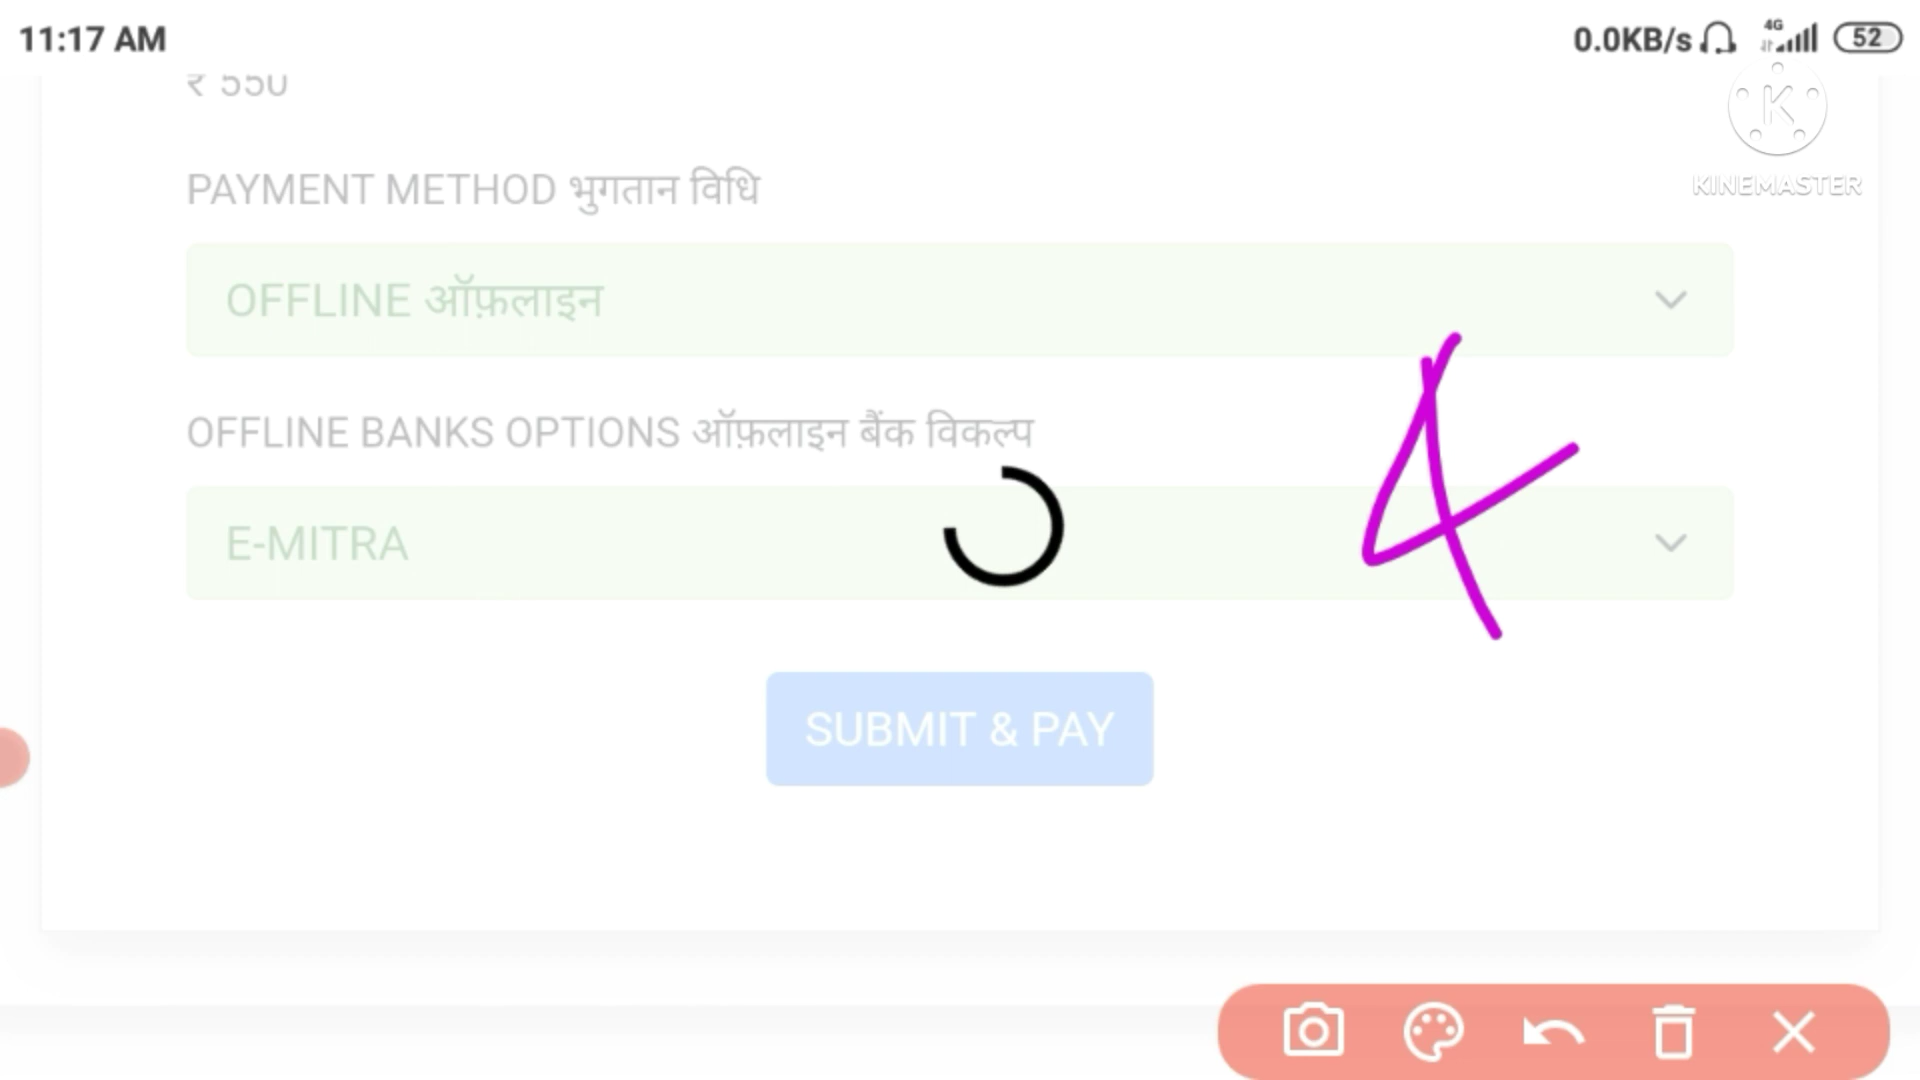 11:17 AM 0.0KB/s 4G 52
₹ 550
K
KINEMASTER
PAYMENT METHOD भुगतान विधि
OFFLINE ऑफ़लाइन
4
OFFLINE BANKS OPTIONS ऑफ़लाइन बैंक विकल्प
E-MITRA
SUBMIT & PAY